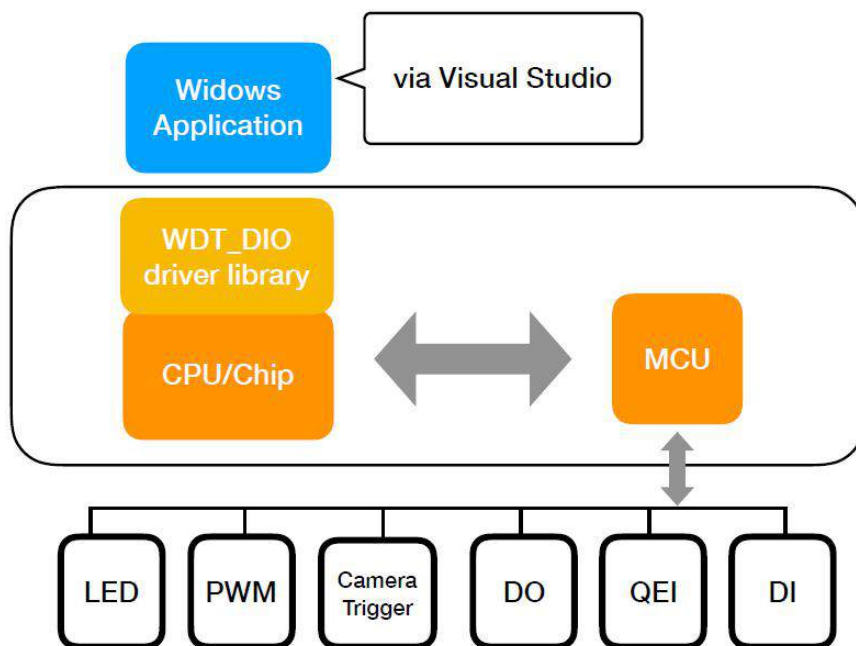 Widows
Application
via Visual Studio
WDT_DIO
driver library
CPU/Chip
MCU
LED
PWM
Camera
Trigger
DO
QEI
DI